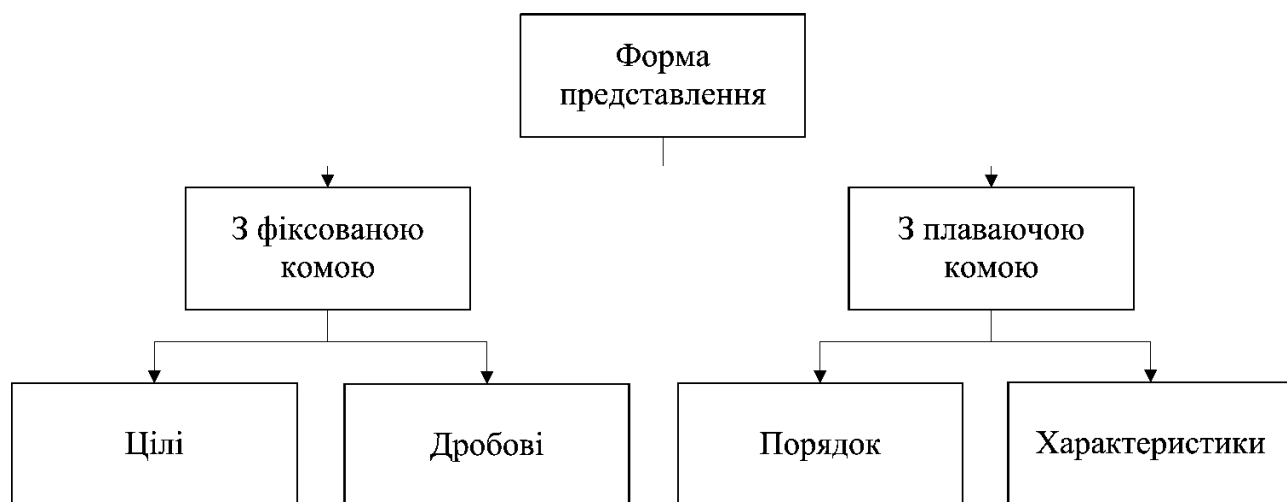 Форма
представлення
З фіксованою
комою
З плаваючою
комою
Цілі
Дробові
Порядок
Характеристики